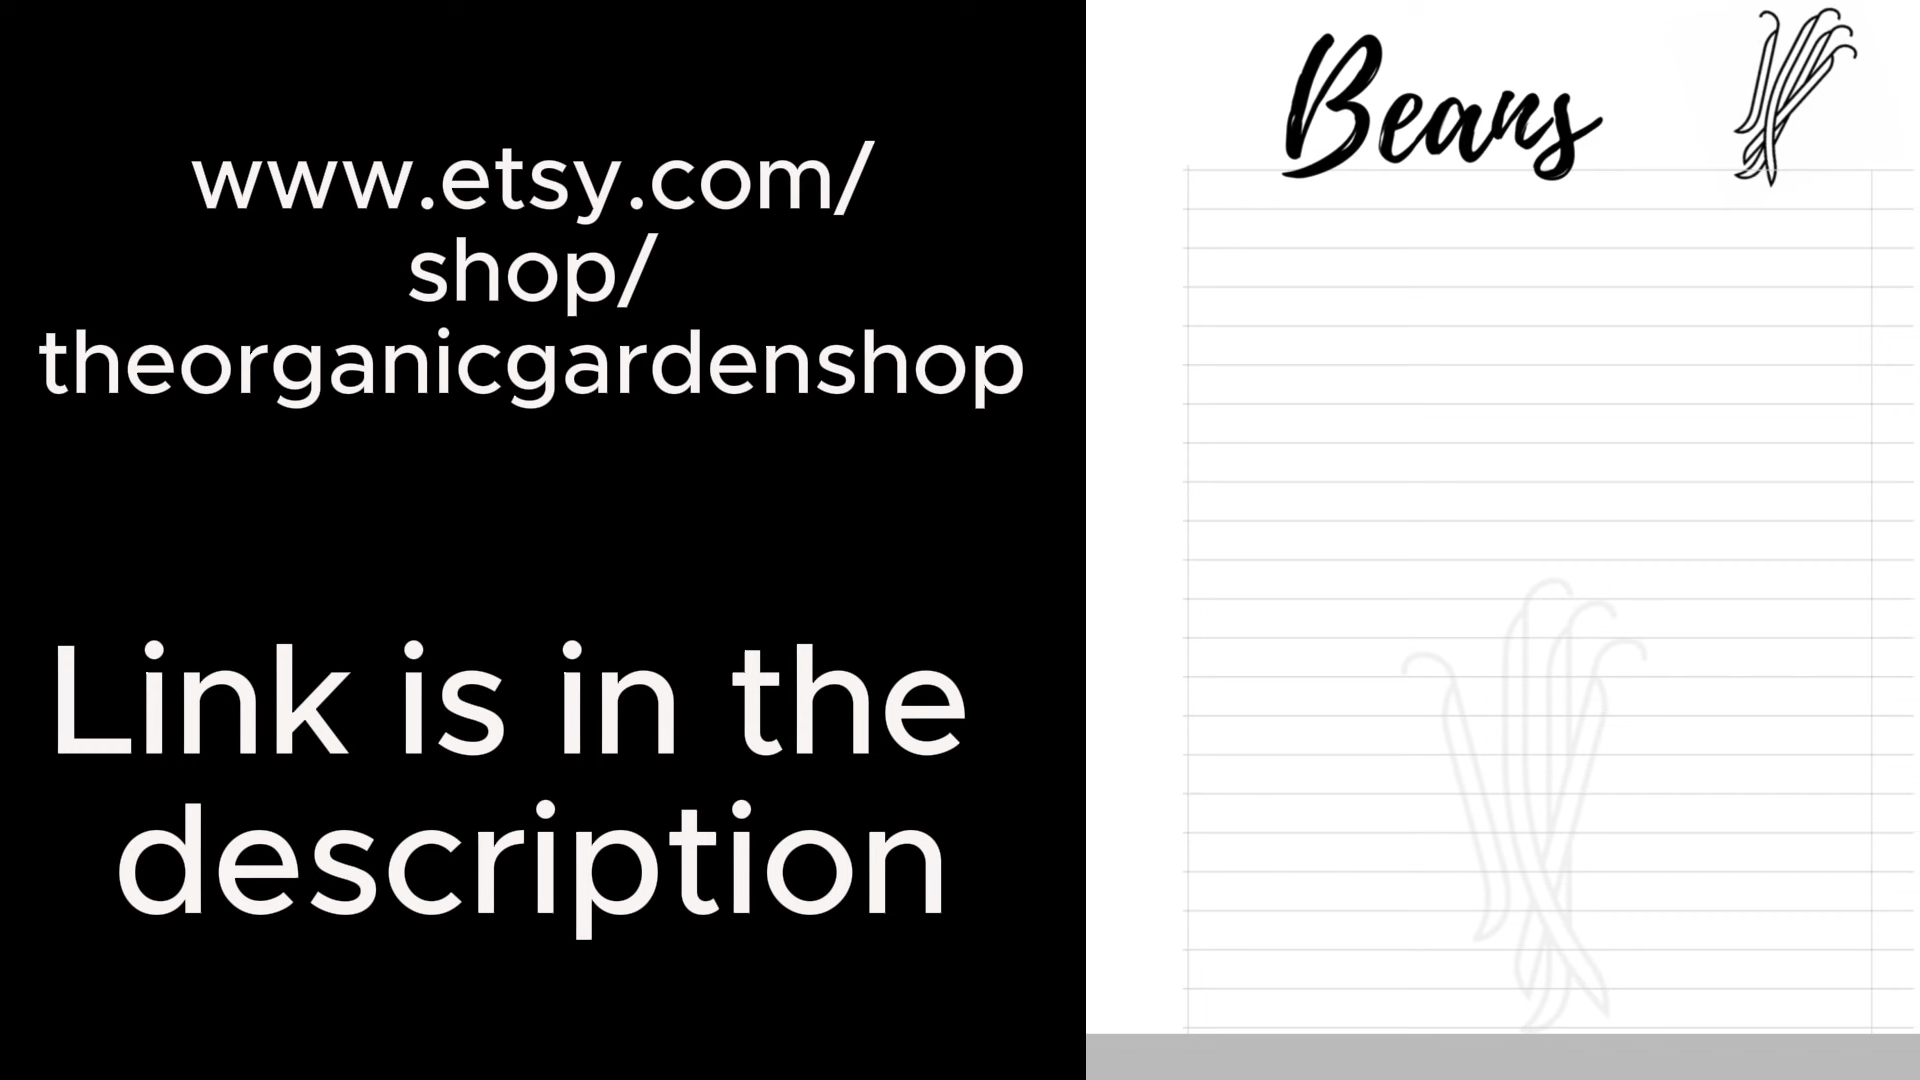 www.etsy.com/
shop/
theorganicgardenshop
Link is in the
description
Beans